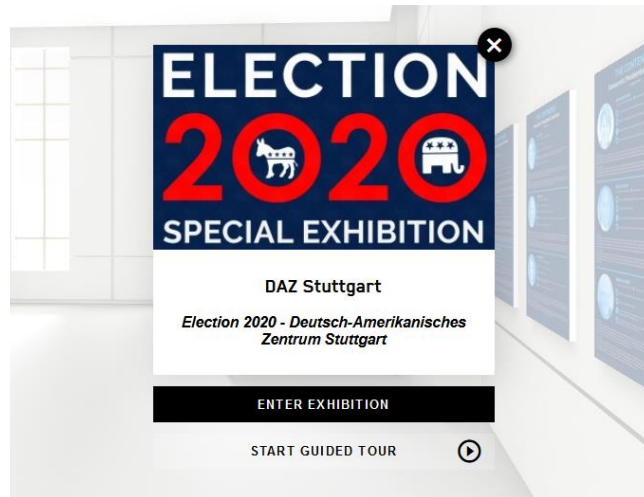 ELECTION
2020
SPECIAL EXHIBITION
DAZ Stuttgart
Election 2020 - Deutsch-Amerikanisches
Zentrum Stuttgart
ENTER EXHIBITION
START GUIDED TOUR